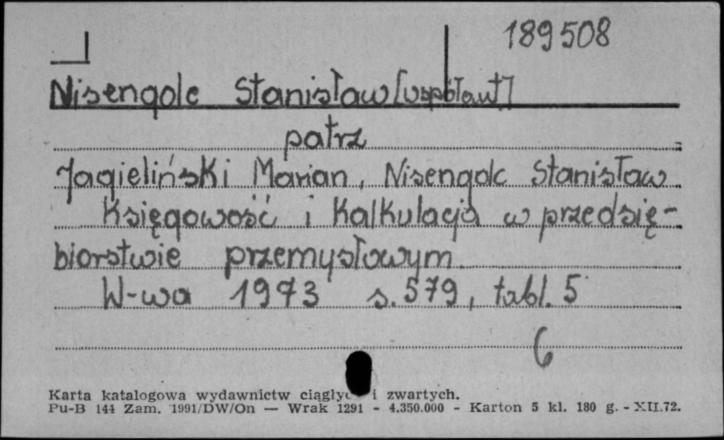 189508
Nisengolc Stanisław [współaut]
patrz
Jagieliński Marian, Nisengolc Stanisław
Księgowość i kalkulacja w przedsię-
biorstwie przemysłowym.
W-wa 1973 s. 579, tabl. 5
6
Karta katalogowa wydawnictw ciągłyc i zwartych.
Pu-B 144 Zam. 1991/DW/On — Wrak 1291 - 4.350.000 - Karton 5 kl. 180 g. - XII.72.